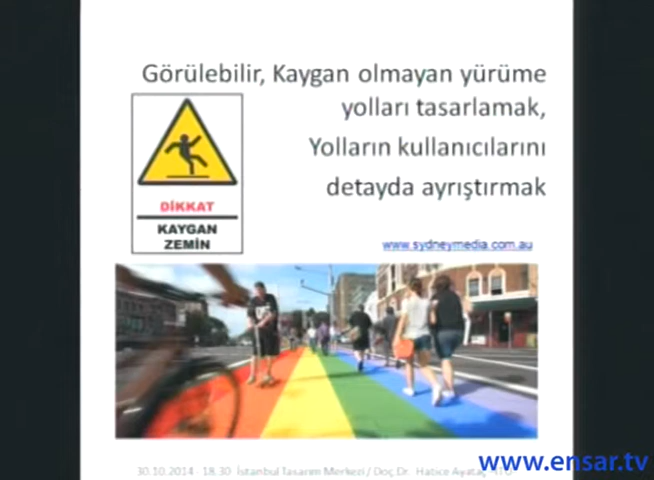 Görülebilir, Kaygan olmayan yürüme
yolları tasarlamak,
Yolların kullanıcılarını
detayda ayrıştırmak
DİKKAT
KAYGAN
ZEMİN
www.sydneymedia.com.au
30.10.2014 - 18.30 İstanbul Tasarım Merkezi / Doç.Dr. Hatice Ayataç
www.ensar.tv